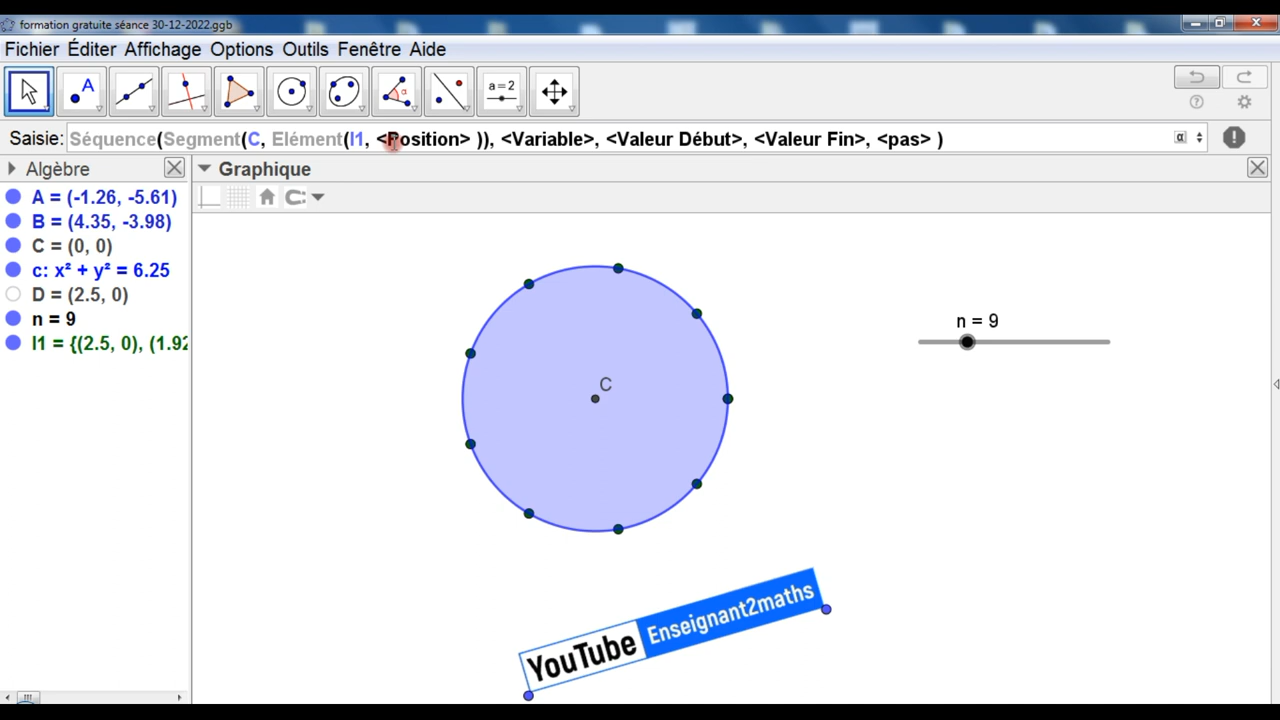 formation gratuite séance 30-12-2022.ggb
Fichier Éditer Affichage Options Outils Fenêtre Aide
A
α
a = 2
Saisie: Séquence(Segment(C, Elément(l1, <Position> )), <Variable>, <Valeur Début>, <Valeur Fin>, <pas> )
α
Algèbre
Graphique
A = (-1.26, -5.61)
B = (4.35, -3.98)
C = (0, 0)
c: x² + y² = 6.25
D = (2.5, 0)
n = 9
l1 = {(2.5, 0), (1.92
n = 9
C
YouTube Enseignant2maths